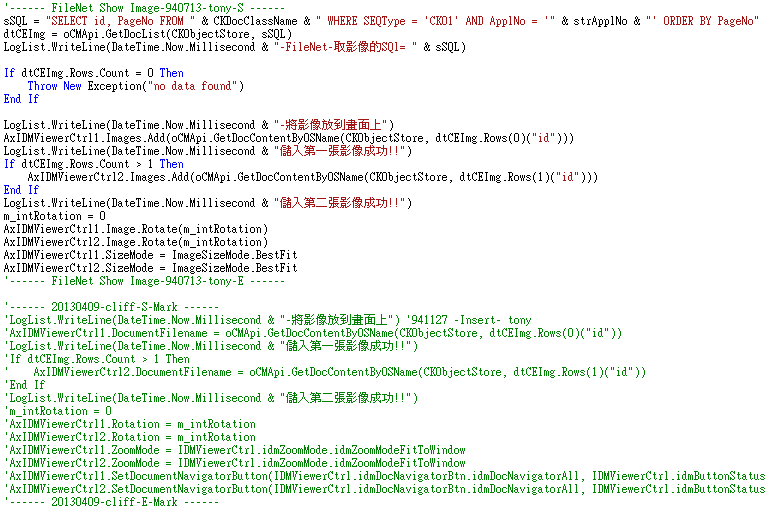 '------ FileNet Show Image-940713-tony-S ------
sSQL = "SELECT id, PageNo FROM " & CKDocClassName & " WHERE SEQType = 'CK01' AND ApplNo = '" & strApplNo & "' ORDER BY PageNo"
dtCEImg = oCMApi.GetDocList(CKObjectStore, sSQL)
LogList.WriteLine(DateTime.Now.Millisecond & "-FileNet-取影像的SQl= " & sSQL)
If dtCEImg.Rows.Count = 0 Then
Throw New Exception("no data found")
End If
LogList.WriteLine(DateTime.Now.Millisecond & "-將影像放到畫面上")
AxIDMViewerCtrl1.Images.Add(oCMApi.GetDocContentByOSName(CKObjectStore, dtCEImg.Rows(0)("id")))
LogList.WriteLine(DateTime.Now.Millisecond & "儲入第一張影像成功!!")
If dtCEImg.Rows.Count > 1 Then
AxIDMViewerCtrl2.Images.Add(oCMApi.GetDocContentByOSName(CKObjectStore, dtCEImg.Rows(1)("id")))
End If
LogList.WriteLine(DateTime.Now.Millisecond & "儲入第二張影像成功!!")
m_intRotation = 0
AxIDMViewerCtrl1.Image.Rotate(m_intRotation)
AxIDMViewerCtrl2.Image.Rotate(m_intRotation)
AxIDMViewerCtrl1.SizeMode = ImageSizeMode.BestFit
AxIDMViewerCtrl2.SizeMode = ImageSizeMode.BestFit
'------ FileNet Show Image-940713-tony-E ------
'------ 20130409-cliff-S-Mark ------
'LogList.WriteLine(DateTime.Now.Millisecond & "-將影像放到畫面上") '941127 -Insert- tony
'AxIDMViewerCtrl1.DocumentFilename = oCMApi.GetDocContentByOSName(CKObjectStore, dtCEImg.Rows(0)("id"))
'LogList.WriteLine(DateTime.Now.Millisecond & "儲入第一張影像成功!!")
'If dtCEImg.Rows.Count > 1 Then
'    AxIDMViewerCtrl2.DocumentFilename = oCMApi.GetDocContentByOSName(CKObjectStore, dtCEImg.Rows(1)("id"))
'End If
'LogList.WriteLine(DateTime.Now.Millisecond & "儲入第二張影像成功!!")
'm_intRotation = 0
'AxIDMViewerCtrl1.Rotation = m_intRotation
'AxIDMViewerCtrl2.Rotation = m_intRotation
'AxIDMViewerCtrl1.ZoomMode = IDMViewerCtrl.idmZoomMode.idmZoomModeFitToWindow
'AxIDMViewerCtrl2.ZoomMode = IDMViewerCtrl.idmZoomMode.idmZoomModeFitToWindow
'AxIDMViewerCtrl1.SetDocumentNavigatorButton(IDMViewerCtrl.idmDocNavigatorBtn.idmDocNavigatorAll, IDMViewerCtrl.idmButtonStatus
'AxIDMViewerCtrl2.SetDocumentNavigatorButton(IDMViewerCtrl.idmDocNavigatorBtn.idmDocNavigatorAll, IDMViewerCtrl.idmButtonStatus
'------ 20130409-cliff-E-Mark ------